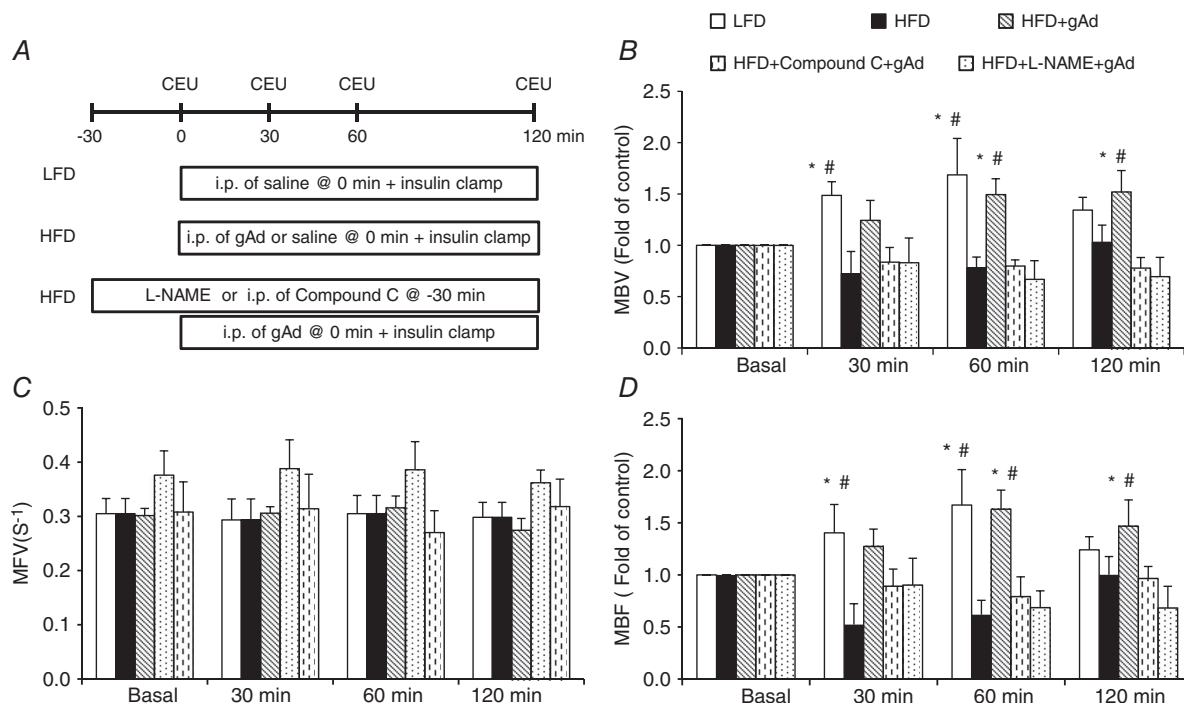 A
CEU CEU CEU CEU
-30 0 30 60 120 min
LFD i.p. of saline @ 0 min + insulin clamp
HFD i.p. of gAd or saline @ 0 min + insulin clamp
HFD L-NAME or i.p. of Compound C @ -30 min
i.p. of gAd @ 0 min + insulin clamp
LFD HFD HFD+gAd
HFD+Compound C+gAd HFD+L-NAME+gAd
B
MBV (Fold of control)
2.5
2.0
1.5
1.0
0.5
0.0
* #
* #
* #
* #
Basal 30 min 60 min 120 min
C
MFV(S-1)
0.5
0.4
0.3
0.2
0.1
0.0
Basal 30 min 60 min 120 min
D
MBF ( Fold of control)
2.5
2.0
1.5
1.0
0.5
0.0
* #
* #
* #
* #
Basal 30 min 60 min 120 min